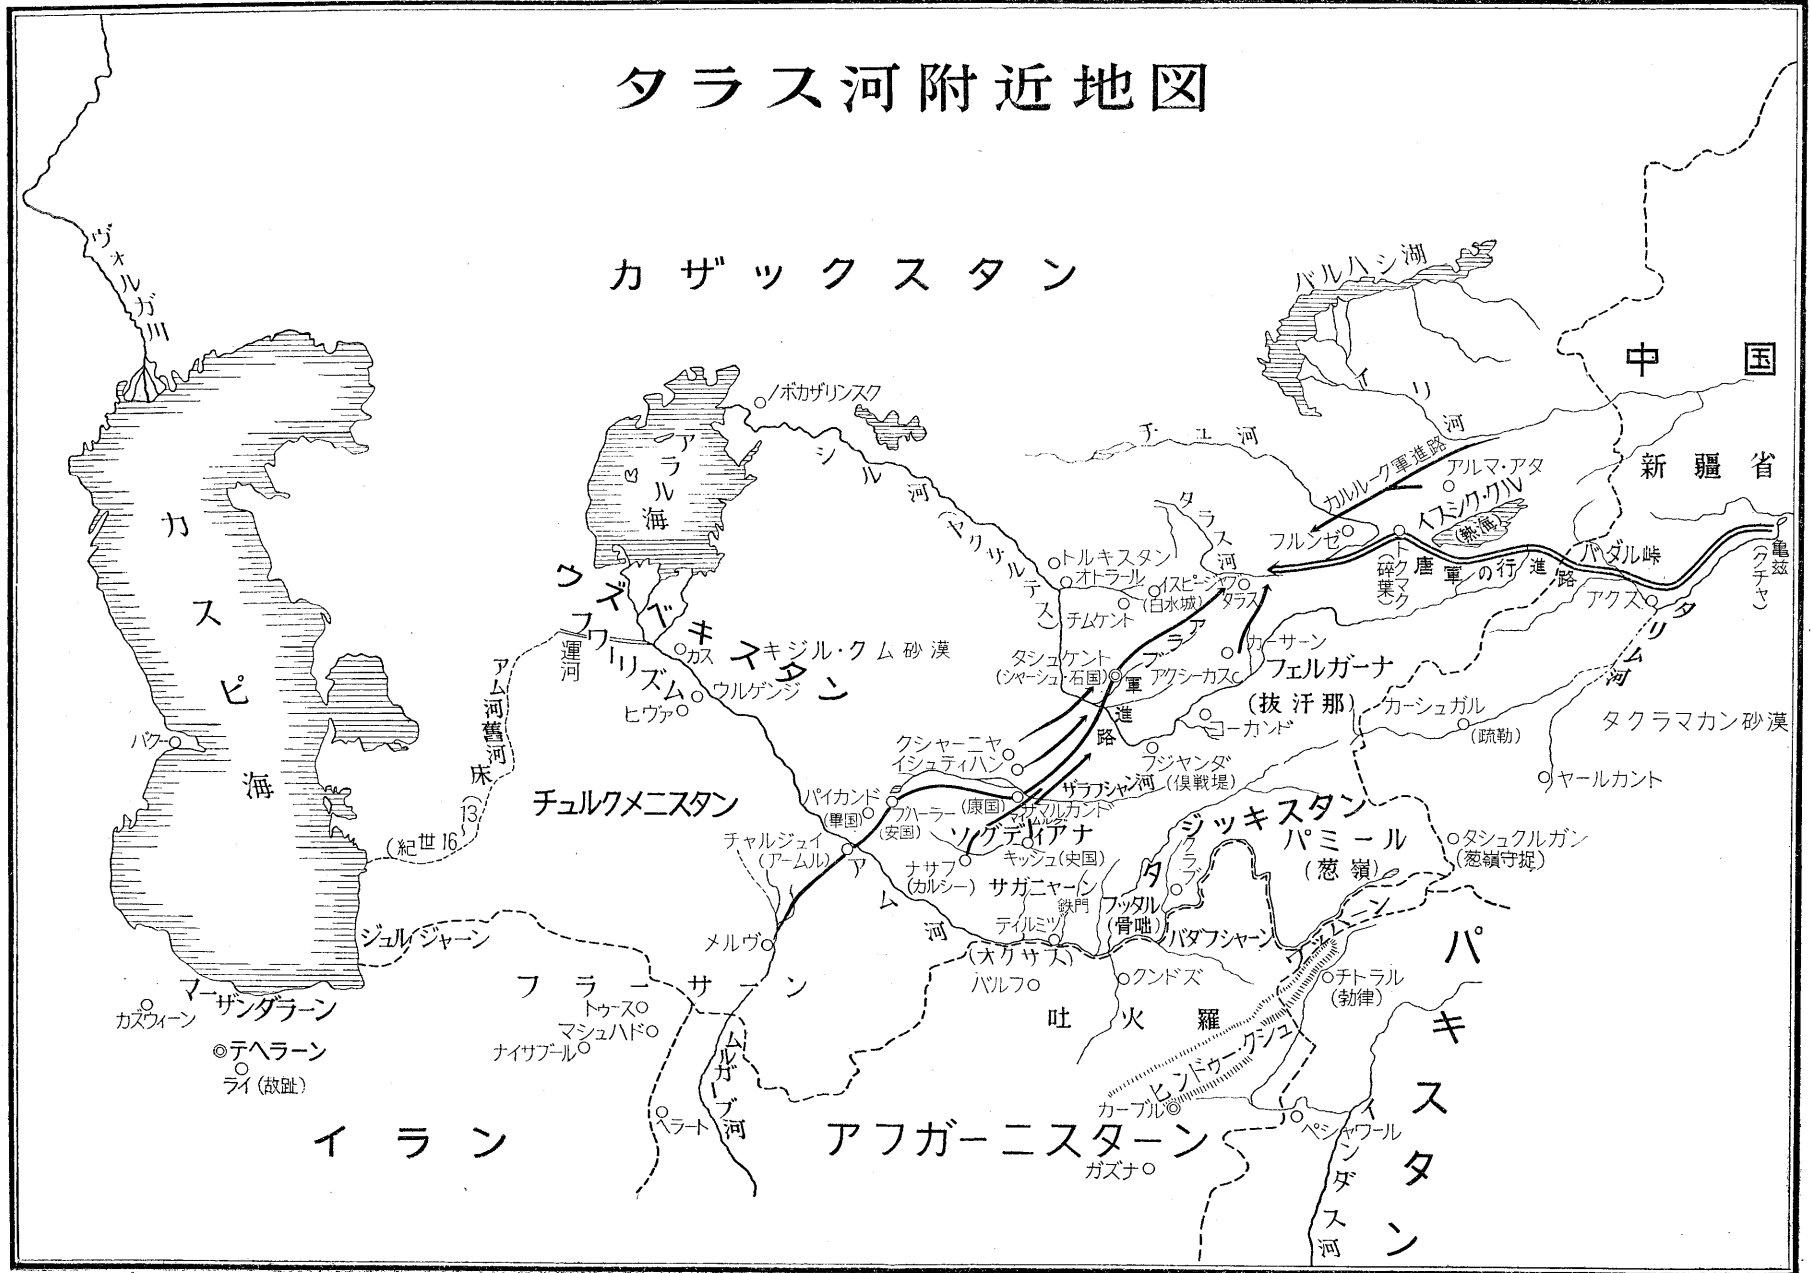 タラス河附近地図
カザックスタン
ヴォルガ川
バルハシ湖
中国
イリ河
ノボカザリンスク
アラル海
シル河(ヤクサルテス)
チュ河
カルルーク軍進路
アルマ・アタ
新疆省
イスシク・クル
(熱海)
タラス河
フルンゼ
トクマク
(碎葉)
唐軍の行進路
バダル峠
亀玆
(クチャ)
アクス
タリム河
カスピ海
トルキスタン
オトラール
イスピージャブ
(白水城)
タラス
チムケント
ウズベキスタン
フワーリズム
運河
カス
キジル・クム砂漠
ウルゲンジ
ヒヴァ
アム河舊河床
(紀世16~13)
タシュケント
(シャーシュ・石国)
アラブ軍進路
カーサーン
アクシーカス
フェルガーナ
(抜汗那)
コーカンド
カーシュガル
(疏勒)
タクラマカン砂漠
ヤールカント
バクー
クシャーニヤ
イシュティハン
フジャンダ
(倶戦堤)
ザラフシャン河
チュルクメニスタン
パイカンド
(畢国)
ブハーラー
(安国)
(康国)
サマルカンド
マイムルグ
ソグディアナ
キッシュ(史国)
ナサフ
(カルシー)
チャルジュイ
(アームル)
タジッキスタン
パミール
(葱嶺)
タシュクルガン
(葱嶺守捉)
クラブ
サガニャーン
鉄門
フッタル
(骨咄)
ティルミツ
アム河
(オクサス)
バダフシャーン
ワッハーン
メルヴ
ジュルジャーン
フラーサーン
バルフ
クンドズ
チトラル
(勃律)
吐火羅
パキスタン
マーザンダラーン
カズウィーン
テヘラーン
ライ(故趾)
トゥース
マシュハド
ナイサブール
ムルガーブ河
ヘラート
ヒンドゥー・クシュ
カーブル
ペシャワール
イラン
アフガーニスターン
ガズナ
インダス河